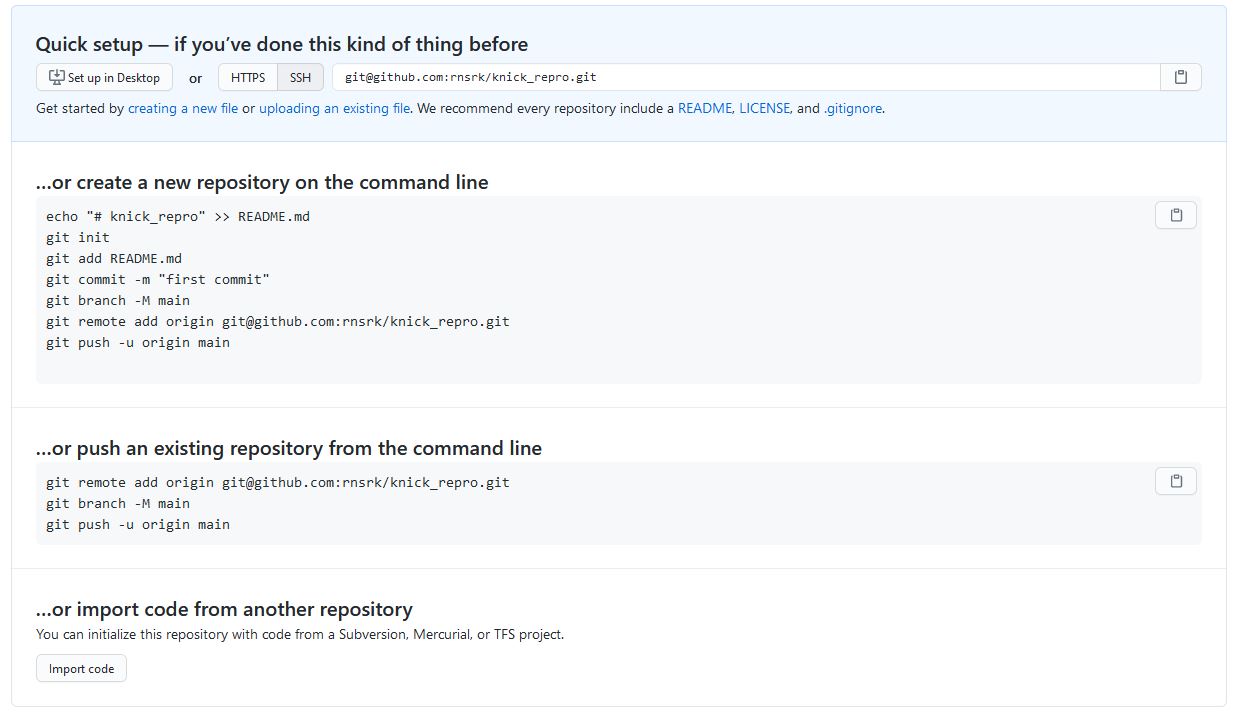 Quick setup — if you’ve done this kind of thing before
Set up in Desktop or HTTPS SSH git@github.com:rnsrk/knick_repro.git
Get started by creating a new file or uploading an existing file. We recommend every repository include a README, LICENSE, and .gitignore.
…or create a new repository on the command line
echo "# knick_repro" >> README.md
git init
git add README.md
git commit -m "first commit"
git branch -M main
git remote add origin git@github.com:rnsrk/knick_repro.git
git push -u origin main
…or push an existing repository from the command line
git remote add origin git@github.com:rnsrk/knick_repro.git
git branch -M main
git push -u origin main
…or import code from another repository
You can initialize this repository with code from a Subversion, Mercurial, or TFS project.
Import code